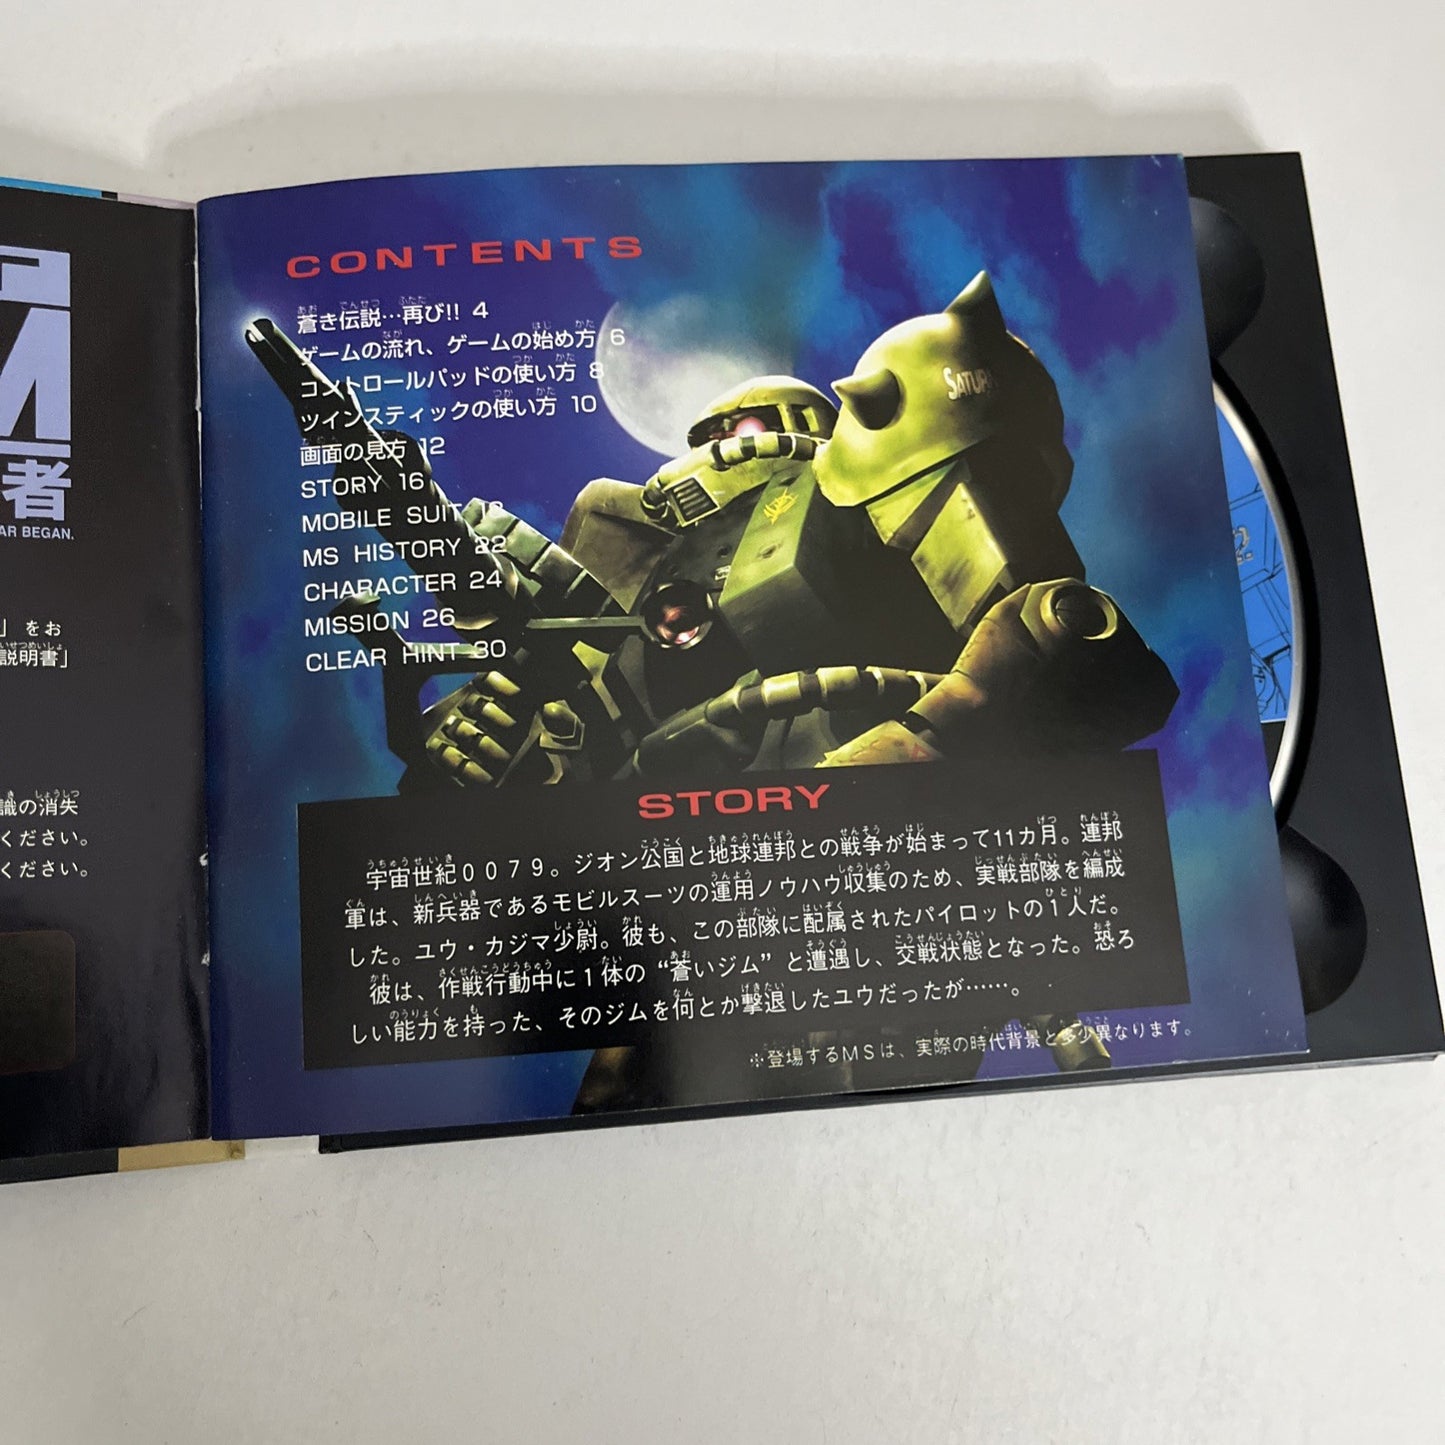 者
AR BEGAN.
」をお
説明書」
識の消失
ください。
ください。
CONTENTS
蒼き伝説…再び!! 4
ゲームの流れ、ゲームの始め方 6
コントロールパッドの使い方 8
ツインスティックの使い方 10
画面の見方 12
STORY 16
MOBILE SUIT 18
MS HISTORY 22
CHARACTER 24
MISSION 26
CLEAR HINT 30
SATURN
STORY
宇宙世紀0079。ジオン公国と地球連邦との戦争が始まって11カ月。連邦
軍は、新兵器であるモビルスーツの運用ノウハウ収集のため、実戦部隊を編成
した。ユウ・カジマ少尉。彼も、この部隊に配属されたパイロットの1人だ。
彼は、作戦行動中に1体の“蒼いジム”と遭遇し、交戦状態となった。恐ろ
しい能力を持った、そのジムを何とか撃退したユウだったが……。
※登場するMSは、実際の時代背景と多少異なります。